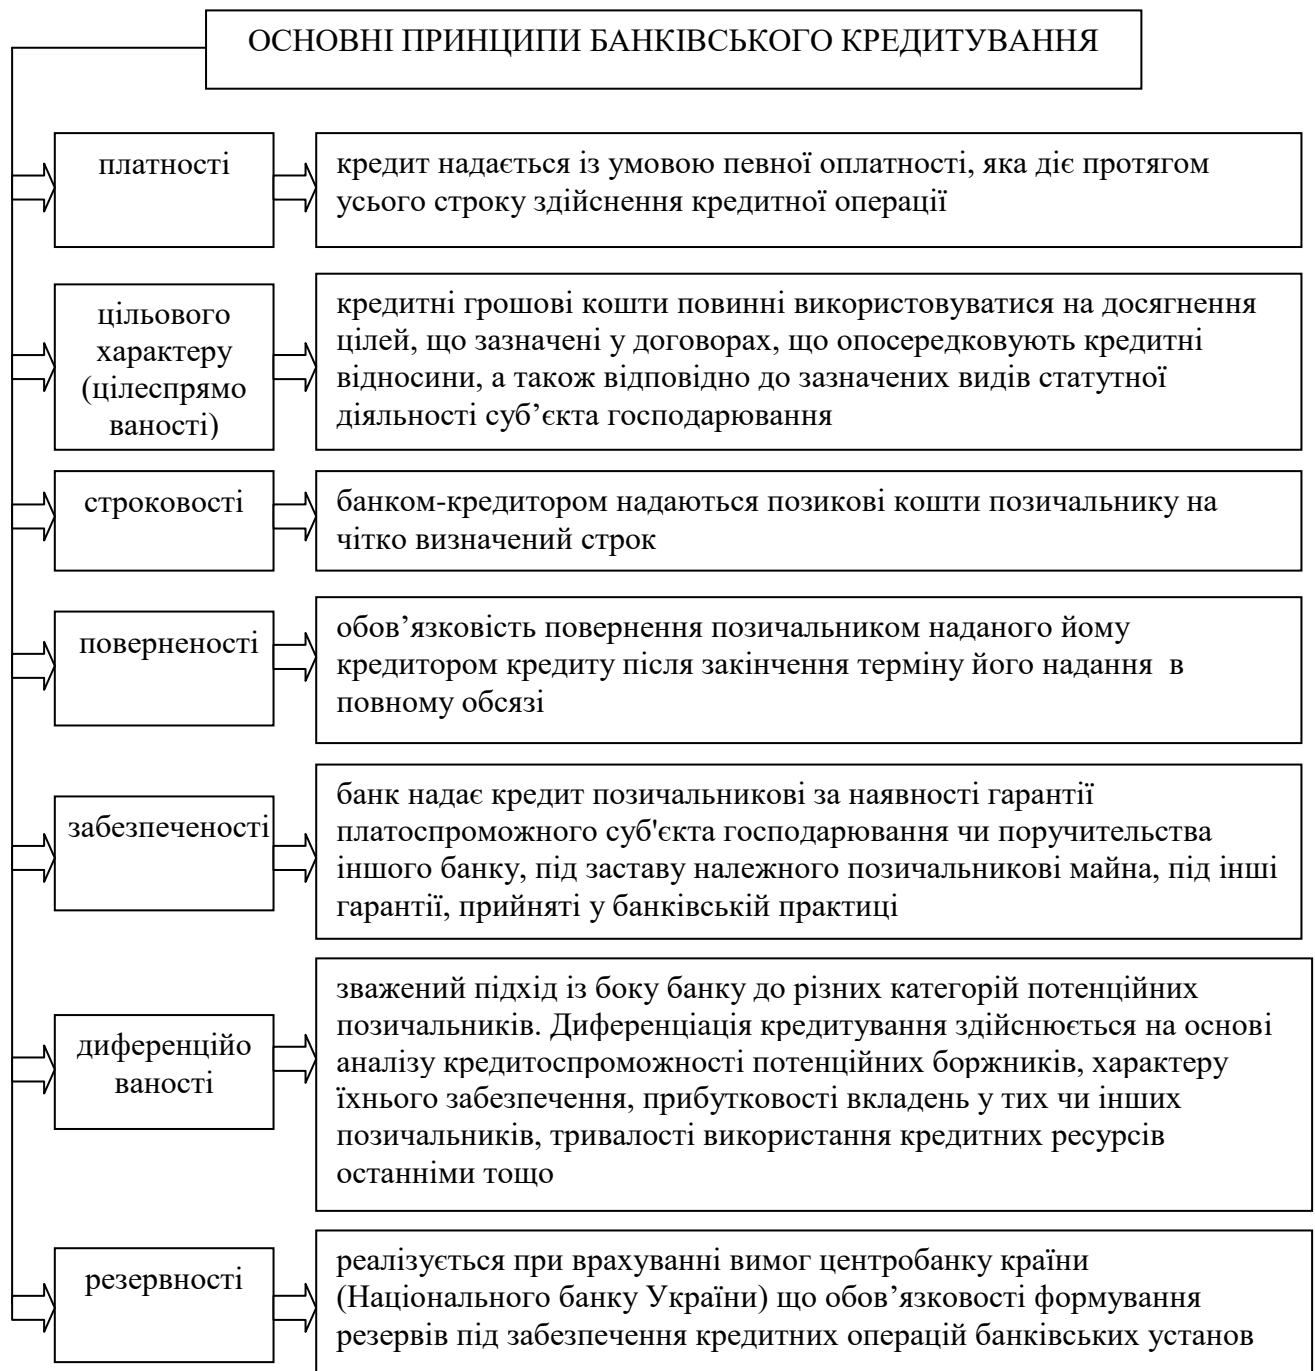 ОСНОВНІ ПРИНЦИПИ БАНКІВСЬКОГО КРЕДИТУВАННЯ
платності
кредит надається із умовою певної оплатності, яка діє протягом
усього строку здійснення кредитної операції
цільового
характеру
(цілеспрямо
ваності)
кредитні грошові кошти повинні використовуватися на досягнення
цілей, що зазначені у договорах, що опосередковують кредитні
відносини, а також відповідно до зазначених видів статутної
діяльності суб’єкта господарювання
строковості
банком-кредитором надаються позикові кошти позичальнику на
чітко визначений строк
поверненості
обов’язковість повернення позичальником наданого йому
кредитором кредиту після закінчення терміну його надання в
повному обсязі
забезпеченості
банк надає кредит позичальникові за наявності гарантії
платоспроможного суб'єкта господарювання чи поручительства
іншого банку, під заставу належного позичальникові майна, під інші
гарантії, прийняті у банківській практиці
диференційо
ваності
зважений підхід із боку банку до різних категорій потенційних
позичальників. Диференціація кредитування здійснюється на основі
аналізу кредитоспроможності потенційних боржників, характеру
їхнього забезпечення, прибутковості вкладень у тих чи інших
позичальників, тривалості використання кредитних ресурсів
останніми тощо
резервності
реалізується при врахуванні вимог центробанку країни
(Національного банку України) що обов’язковості формування
резервів під забезпечення кредитних операцій банківських установ